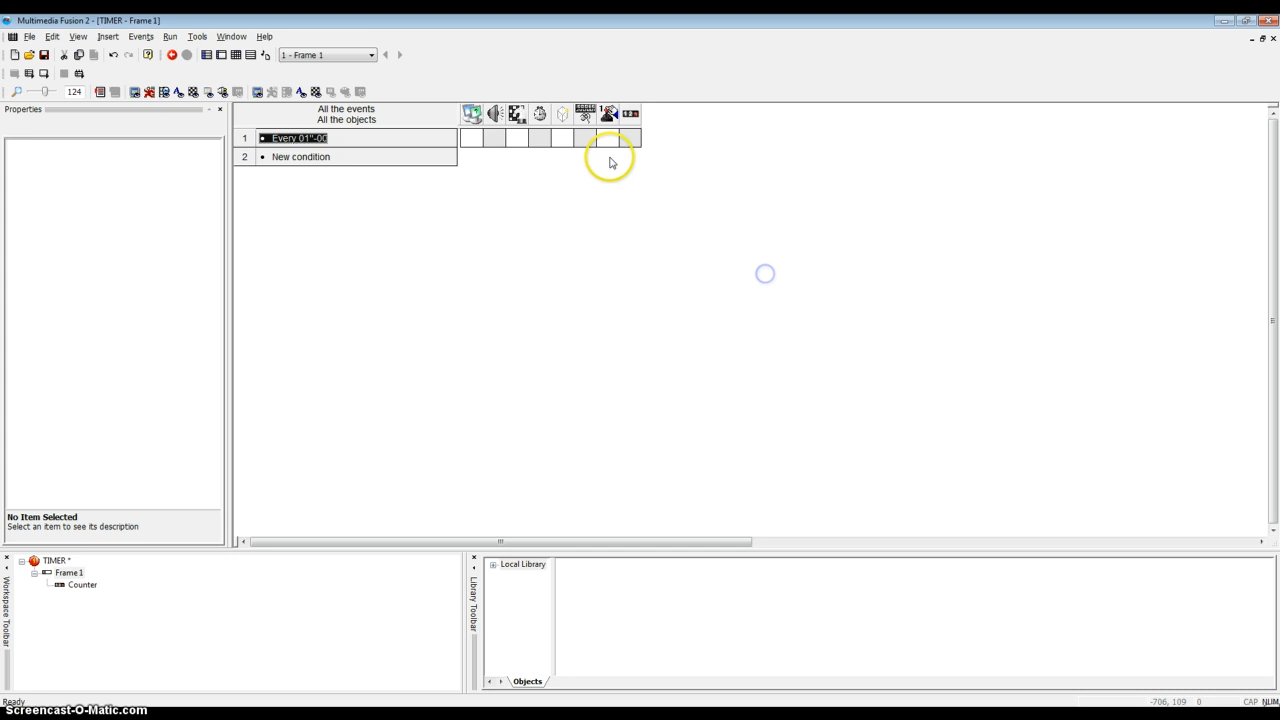 Multimedia Fusion 2 - [TIMER - Frame 1]
File Edit View Insert Tools Events Run Window Help
1 - Frame 1
124
Properties
All the events
All the objects
1 • Every 01"-00
2 • New condition
No Item Selected
Select an item to see its description
TIMER *
Frame 1
Counter
Workspace Toolbar
Local Library
Library Toolbar
Objects
Ready
-706, 109 0
CAP NUM
Screencast-O-Matic.com